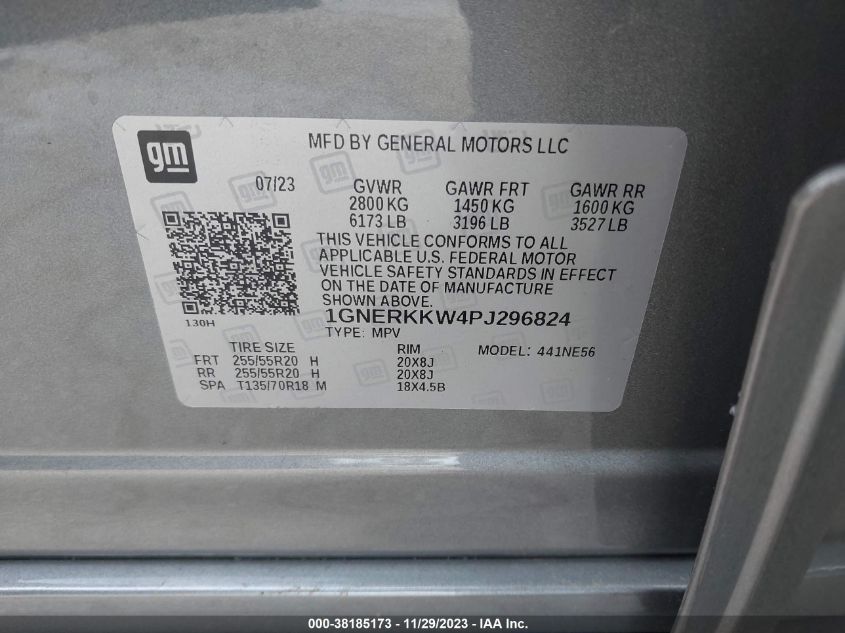 gm
MFD BY GENERAL MOTORS LLC
07/23 GVWR GAWR FRT GAWR RR
2800 KG 1450 KG 1600 KG
6173 LB 3196 LB 3527 LB
THIS VEHICLE CONFORMS TO ALL
APPLICABLE U.S. FEDERAL MOTOR
VEHICLE SAFETY STANDARDS IN EFFECT
ON THE DATE OF MANUFACTURE
SHOWN ABOVE.
130H
1GNERKKW4PJ296824
TYPE: MPV
TIRE SIZE RIM MODEL: 441NE56
FRT 255/55R20 H 20X8J
RR 255/55R20 H 20X8J
SPA T135/70R18 M 18X4.5B
000-38185173 - 11/29/2023 - © IAA Inc.